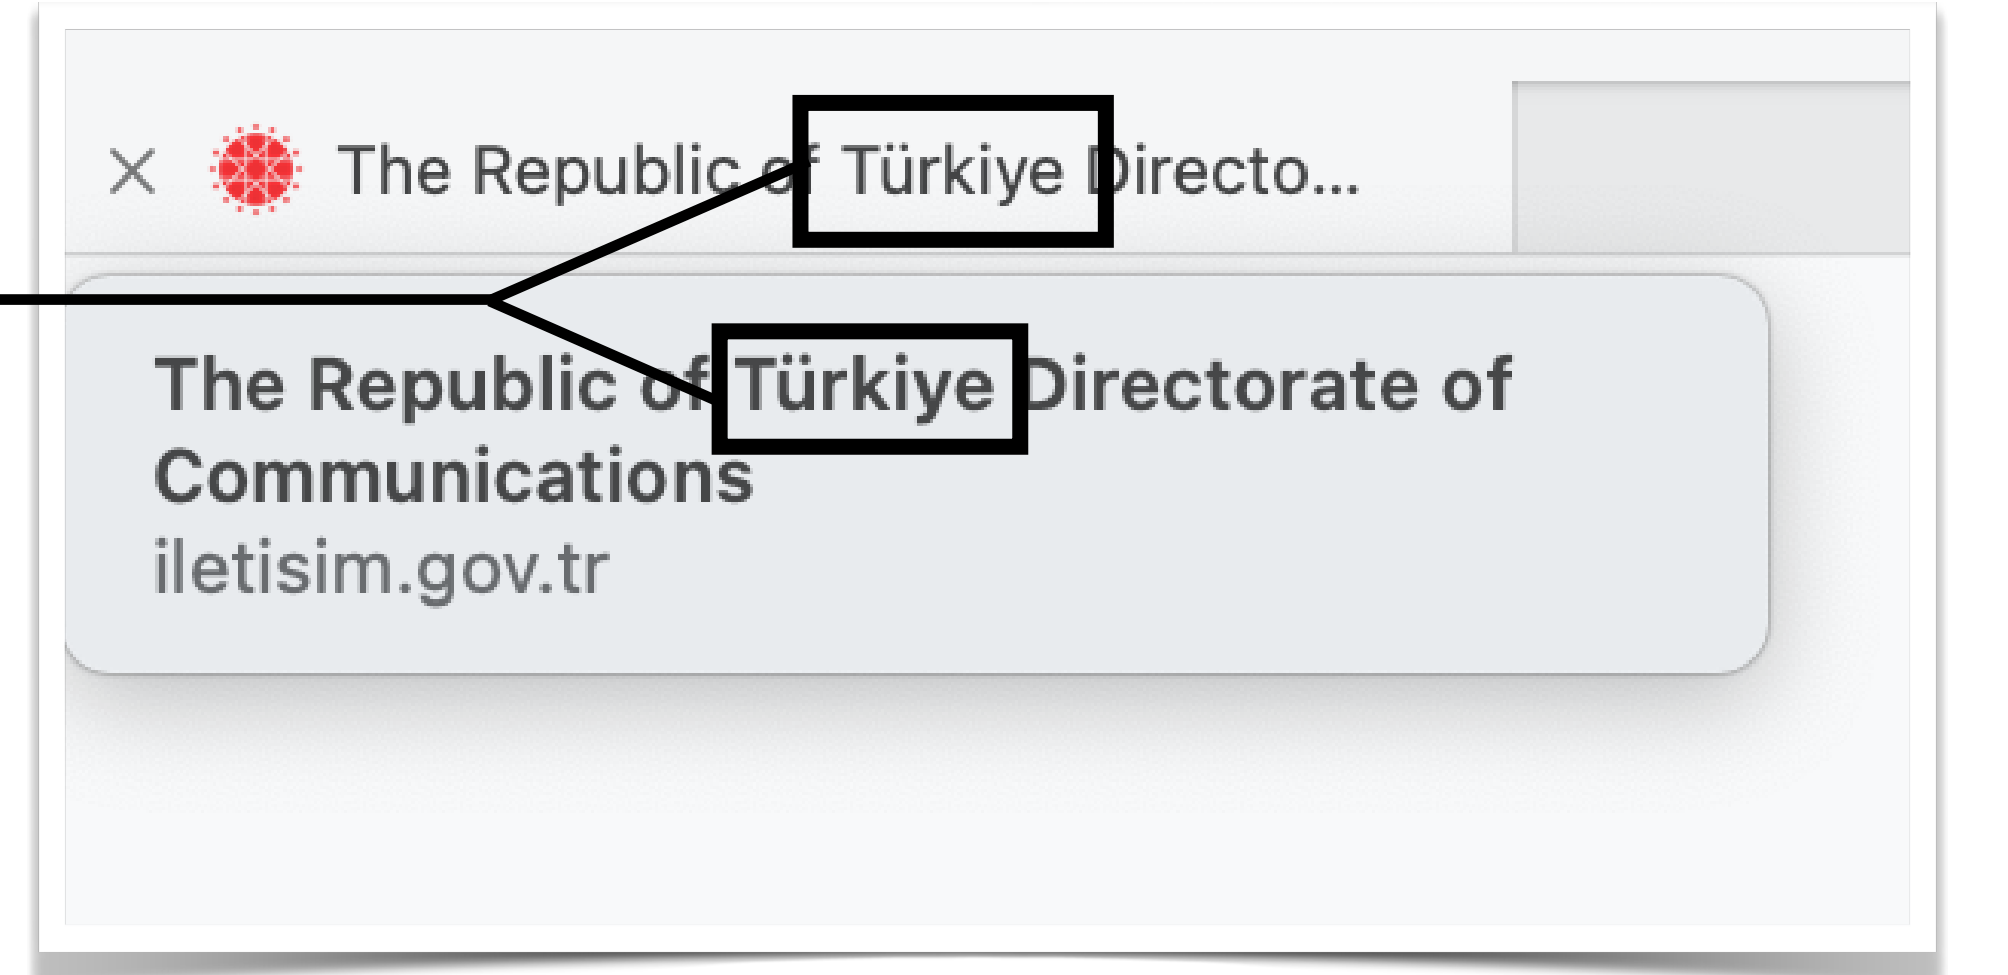 The Republic of Türkiye Directo...
The Republic of Türkiye Directorate of
Communications
iletisim.gov.tr